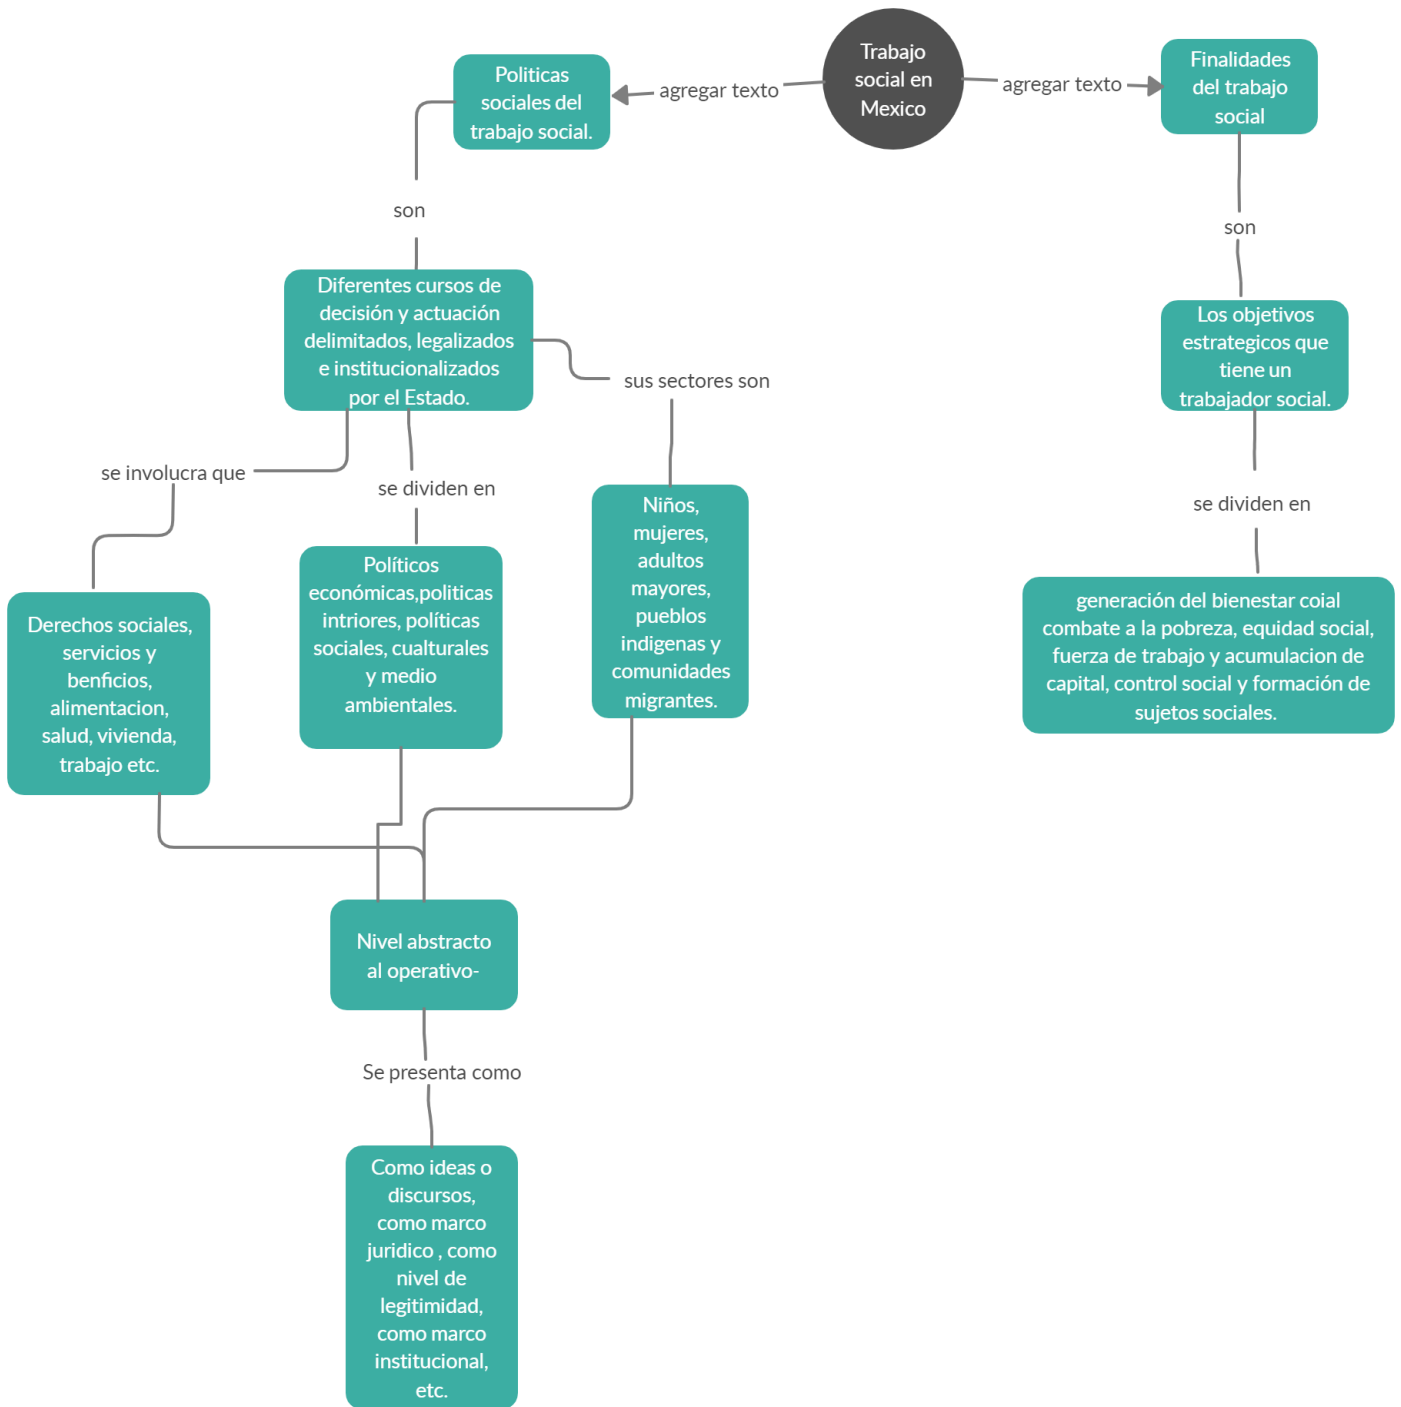 Trabajo
social en
Mexico
agregar texto
Politicas
sociales del
trabajo social.
son
Diferentes cursos de
decisión y actuación
delimitados, legalizados
e institucionalizados
por el Estado.
se involucra que
Derechos sociales,
servicios y
benficios,
alimentacion,
salud, vivienda,
trabajo etc.
se dividen en
Políticos
económicas,politicas
intriores, políticas
sociales, cualturales
y medio
ambientales.
sus sectores son
Niños,
mujeres,
adultos
mayores,
pueblos
indigenas y
comunidades
migrantes.
Nivel abstracto
al operativo-
Se presenta como
Como ideas o
discursos,
como marco
juridico , como
nivel de
legitimidad,
como marco
institucional,
etc.
agregar texto
Finalidades
del trabajo
social
son
Los objetivos
estrategicos que
tiene un
trabajador social.
se dividen en
generación del bienestar coial
combate a la pobreza, equidad social,
fuerza de trabajo y acumulacion de
capital, control social y formación de
sujetos sociales.